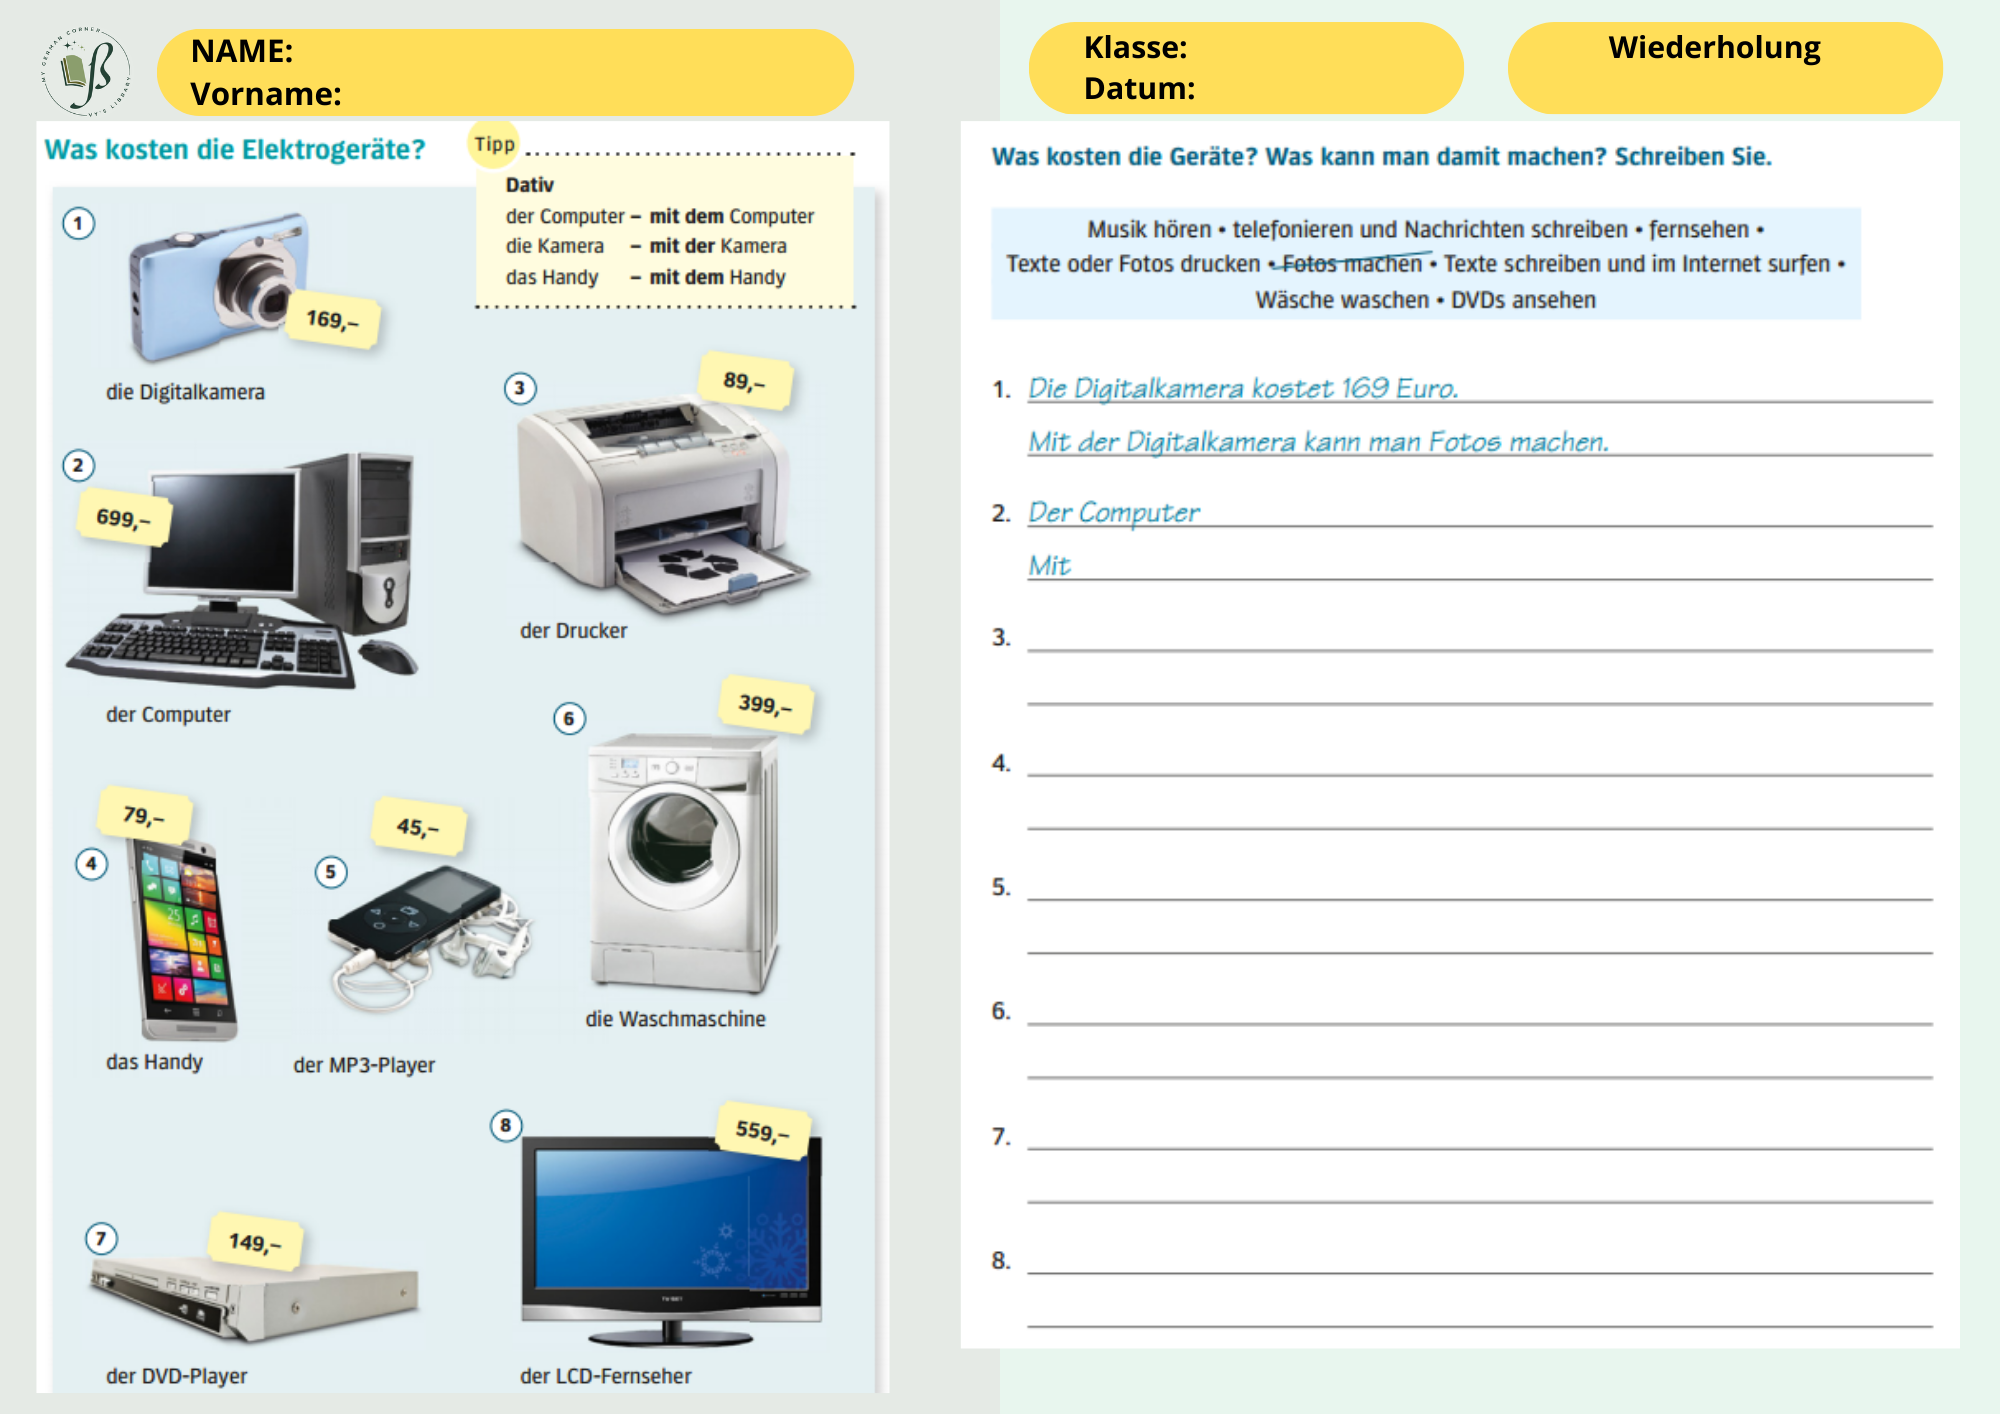 MY GERMAN CORNER
ß
VY'S LIBRARY
NAME:
Vorname:
Klasse:
Datum:
Wiederholung
Was kosten die Elektrogeräte?
Tipp
Dativ
der Computer – mit dem Computer
die Kamera – mit der Kamera
das Handy – mit dem Handy
1
169,–
die Digitalkamera
2
699,–
der Computer
3
89,–
der Drucker
4
79,–
das Handy
5
45,–
der MP3-Player
6
399,–
die Waschmaschine
7
149,–
der DVD-Player
8
559,–
der LCD-Fernseher
Was kosten die Geräte? Was kann man damit machen? Schreiben Sie.
Musik hören • telefonieren und Nachrichten schreiben • fernsehen •
Texte oder Fotos drucken • Fotos machen • Texte schreiben und im Internet surfen •
Wäsche waschen • DVDs ansehen
1. Die Digitalkamera kostet 169 Euro.
Mit der Digitalkamera kann man Fotos machen.
2. Der Computer
Mit
3.
4.
5.
6.
7.
8.